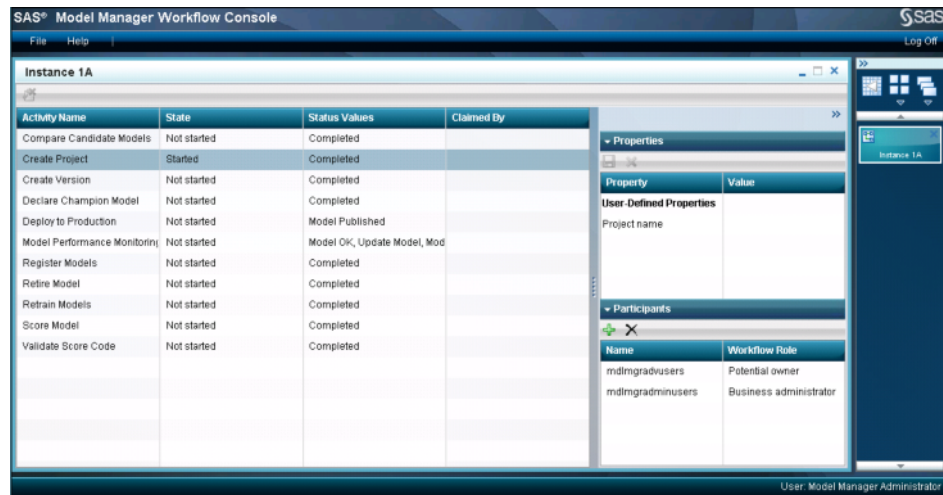 SAS® Model Manager Workflow Console
sas
File Help
Log Off
Instance 1A
Activity Name State Status Values Claimed By
Compare Candidate Models Not started Completed
Create Project Started Completed
Create Version Not started Completed
Declare Champion Model Not started Completed
Deploy to Production Not started Model Published
Model Performance Monitoring Not started Model OK, Update Model, Mod
Register Models Not started Completed
Retire Model Not started Completed
Retrain Models Not started Completed
Score Model Not started Completed
Validate Score Code Not started Completed
Properties
Property Value
User-Defined Properties
Project name
Participants
Name Workflow Role
mdlmgradvusers Potential owner
mdlmgradminusers Business administrator
Instance 1A
User: Model Manager Administrator